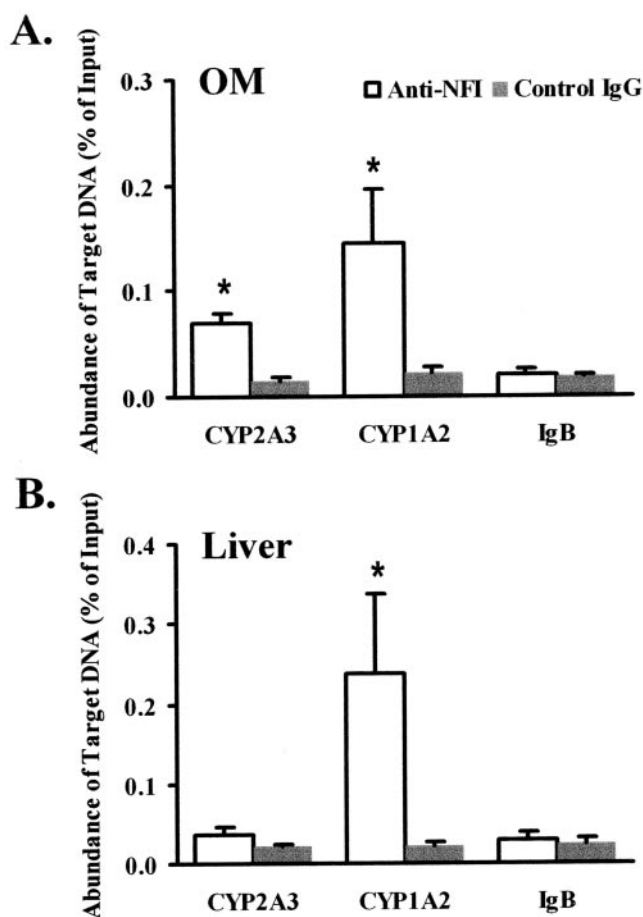 A.
Abundance of Target DNA (% of Input)
OM
Anti-NFI Control IgG
0.3
0.2
0.1
0.0
*
*
CYP2A3 CYP1A2 IgB
B.
Abundance of Target DNA (% of Input)
Liver
0.4
0.3
0.2
0.1
0.0
*
CYP2A3 CYP1A2 IgB